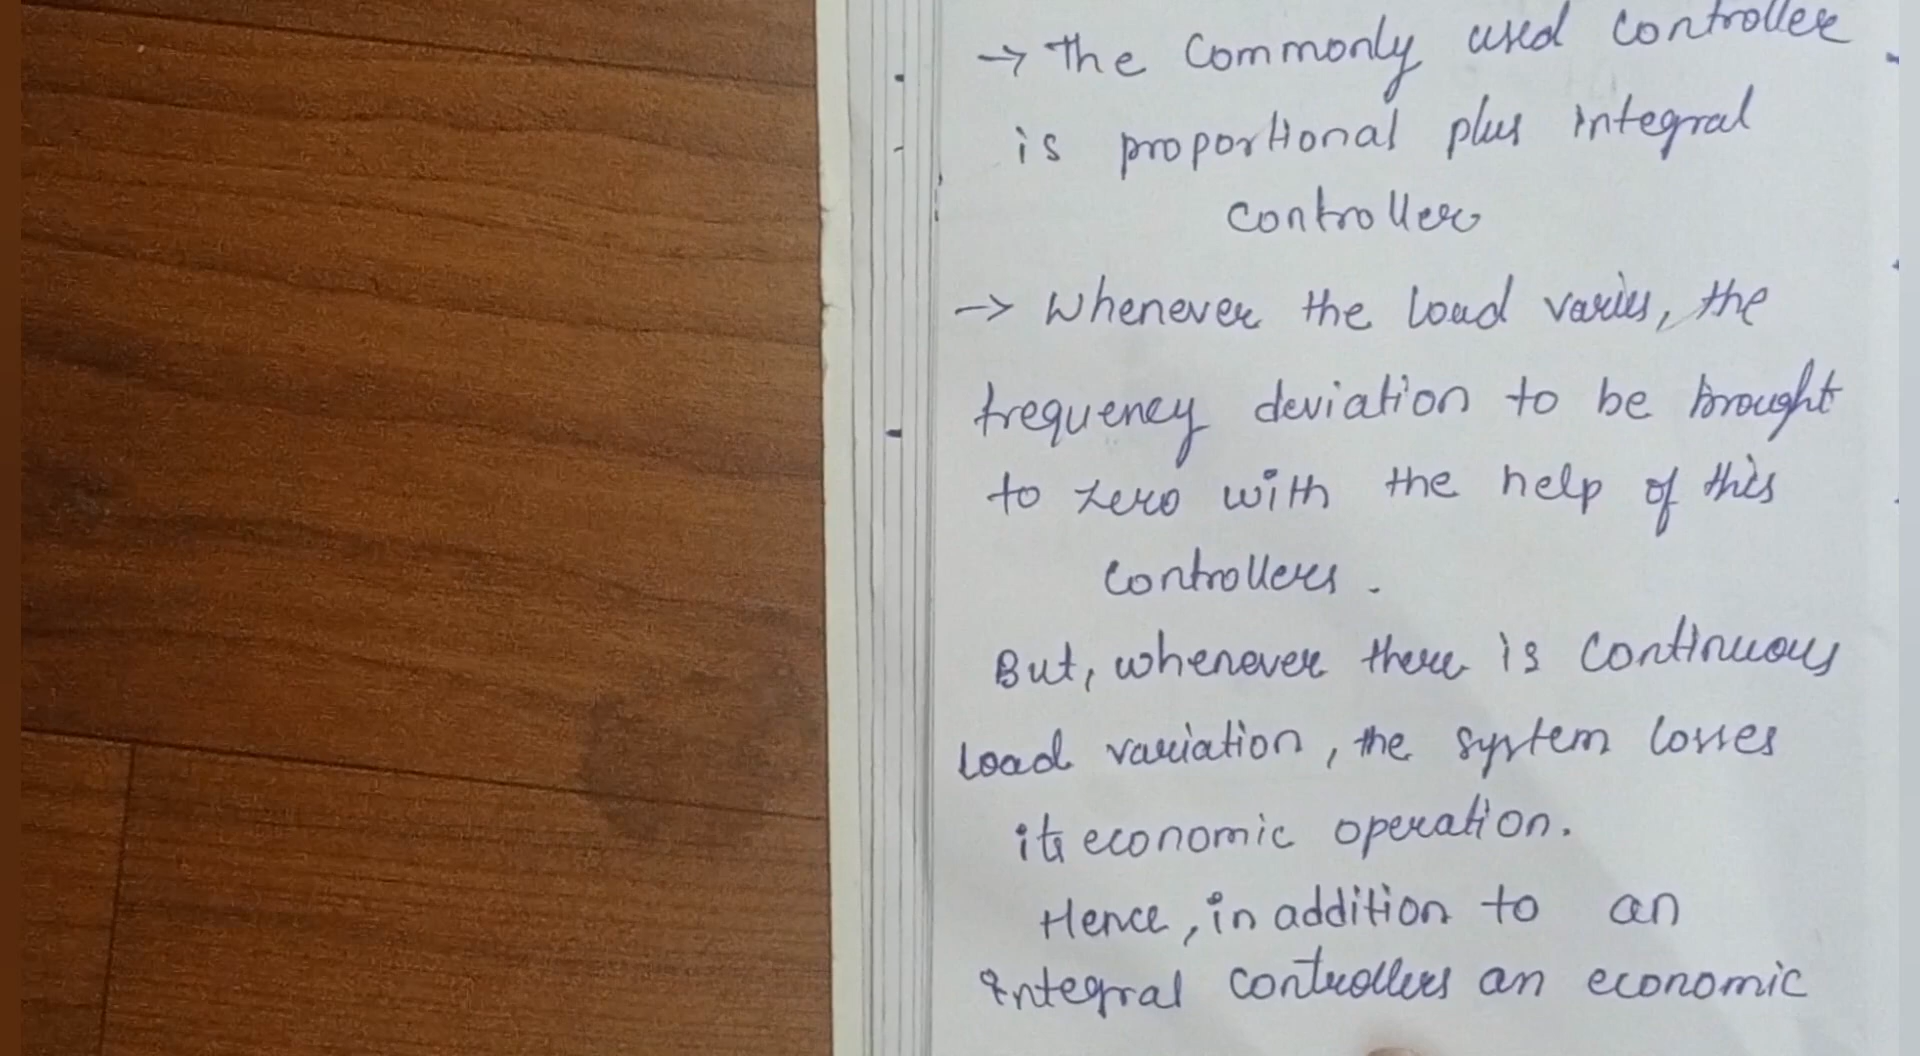 → The Commonly used Controller
is proportional plus integral
Controller
→ Whenever the load varies, the
frequency deviation to be brought
to zero with the help of this
Controllers.
But, whenever there is Continuous
Load variation, the system losses
its economic operation.
Hence, in addition to an
integral controllers an economic